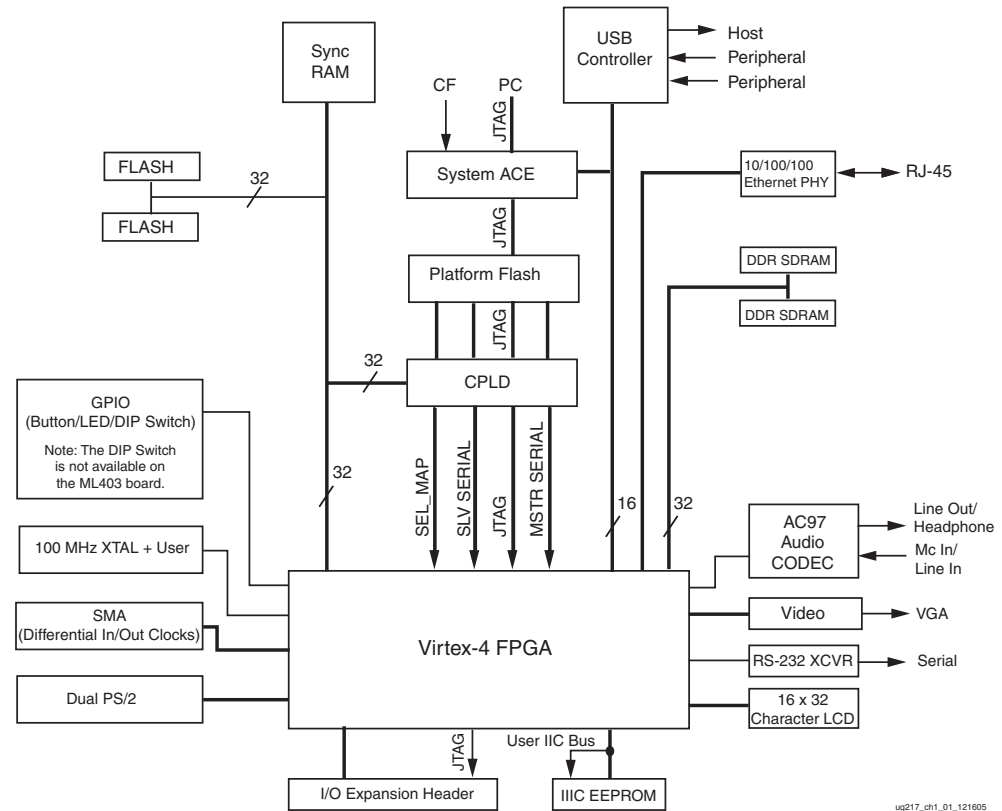 Sync
RAM
USB
Controller
Host
Peripheral
Peripheral
CF
PC
JTAG
System ACE
10/100/100
Ethernet PHY
RJ-45
FLASH
32
FLASH
JTAG
Platform Flash
DDR SDRAM
DDR SDRAM
JTAG
32
CPLD
GPIO
(Button/LED/DIP Switch)
Note: The DIP Switch
is not available on
the ML403 board.
32
SEL_MAP
SLV SERIAL
JTAG
MSTR SERIAL
16
32
AC97
Audio
CODEC
Line Out/
Headphone
Mc In/
Line In
100 MHz XTAL + User
SMA
(Differential In/Out Clocks)
Virtex-4 FPGA
Video
VGA
RS-232 XCVR
Serial
Dual PS/2
16 x 32
Character LCD
JTAG
User IIC Bus
I/O Expansion Header
IIIC EEPROM
ug217_ch1_01_121605